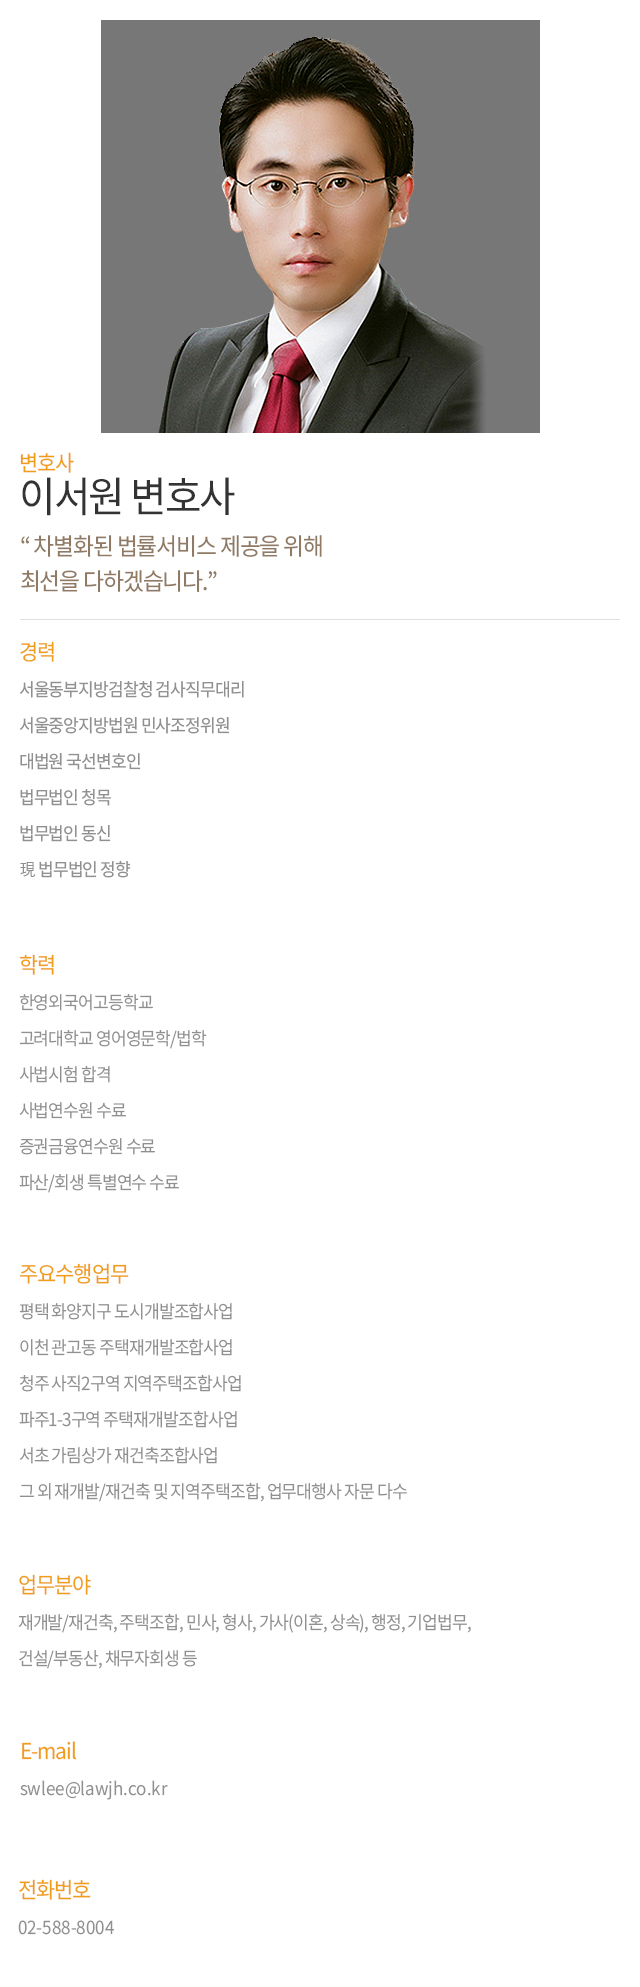 변호사
이서원 변호사
“ 차별화된 법률서비스 제공을 위해
최선을 다하겠습니다.”
경력
서울동부지방검찰청 검사직무대리
서울중앙지방법원 민사조정위원
대법원 국선변호인
법무법인 청목
법무법인 동신
現 법무법인 정향
학력
한영외국어고등학교
고려대학교 영어영문학/법학
사법시험 합격
사법연수원 수료
증권금융연수원 수료
파산/회생 특별연수 수료
주요수행업무
평택 화양지구 도시개발조합사업
이천 관고동 주택재개발조합사업
청주 사직2구역 지역주택조합사업
파주1-3구역 주택재개발조합사업
서초 가림상가 재건축조합사업
그 외 재개발/재건축 및 지역주택조합, 업무대행사 자문 다수
업무분야
재개발/재건축, 주택조합, 민사, 형사, 가사(이혼, 상속), 행정, 기업법무,
건설/부동산, 채무자회생 등
E-mail
swlee@lawjh.co.kr
전화번호
02-588-8004